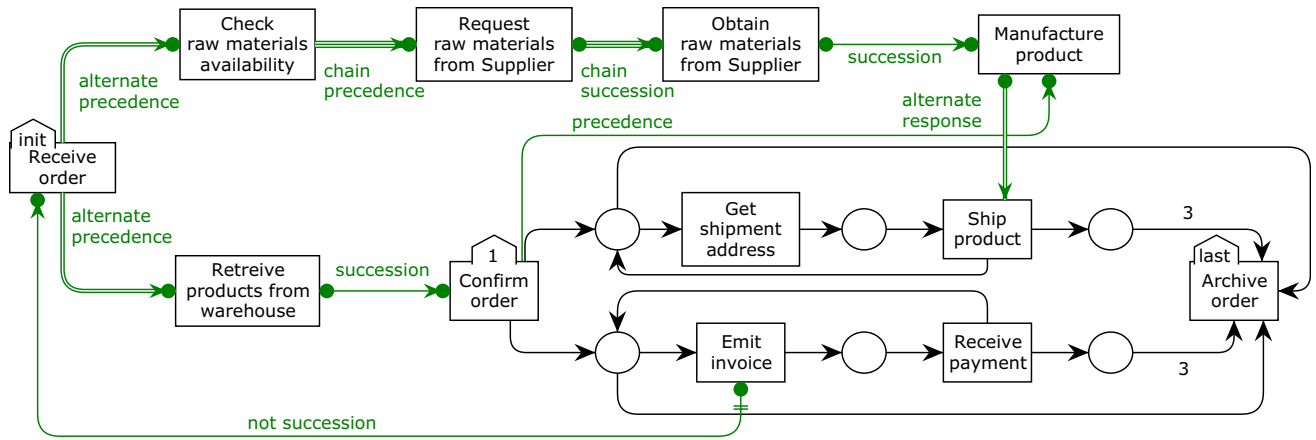 Check
raw materials
availability
Request
raw materials
from Supplier
Obtain
raw materials
from Supplier
Manufacture
product
alternate
precedence
chain
precedence
chain
succession
succession
alternate
response
precedence
init
Receive
order
alternate
precedence
Get
shipment
address
Ship
product
3
Retreive
products from
warehouse
succession
1
Confirm
order
last
Archive
order
Emit
invoice
Receive
payment
3
not succession